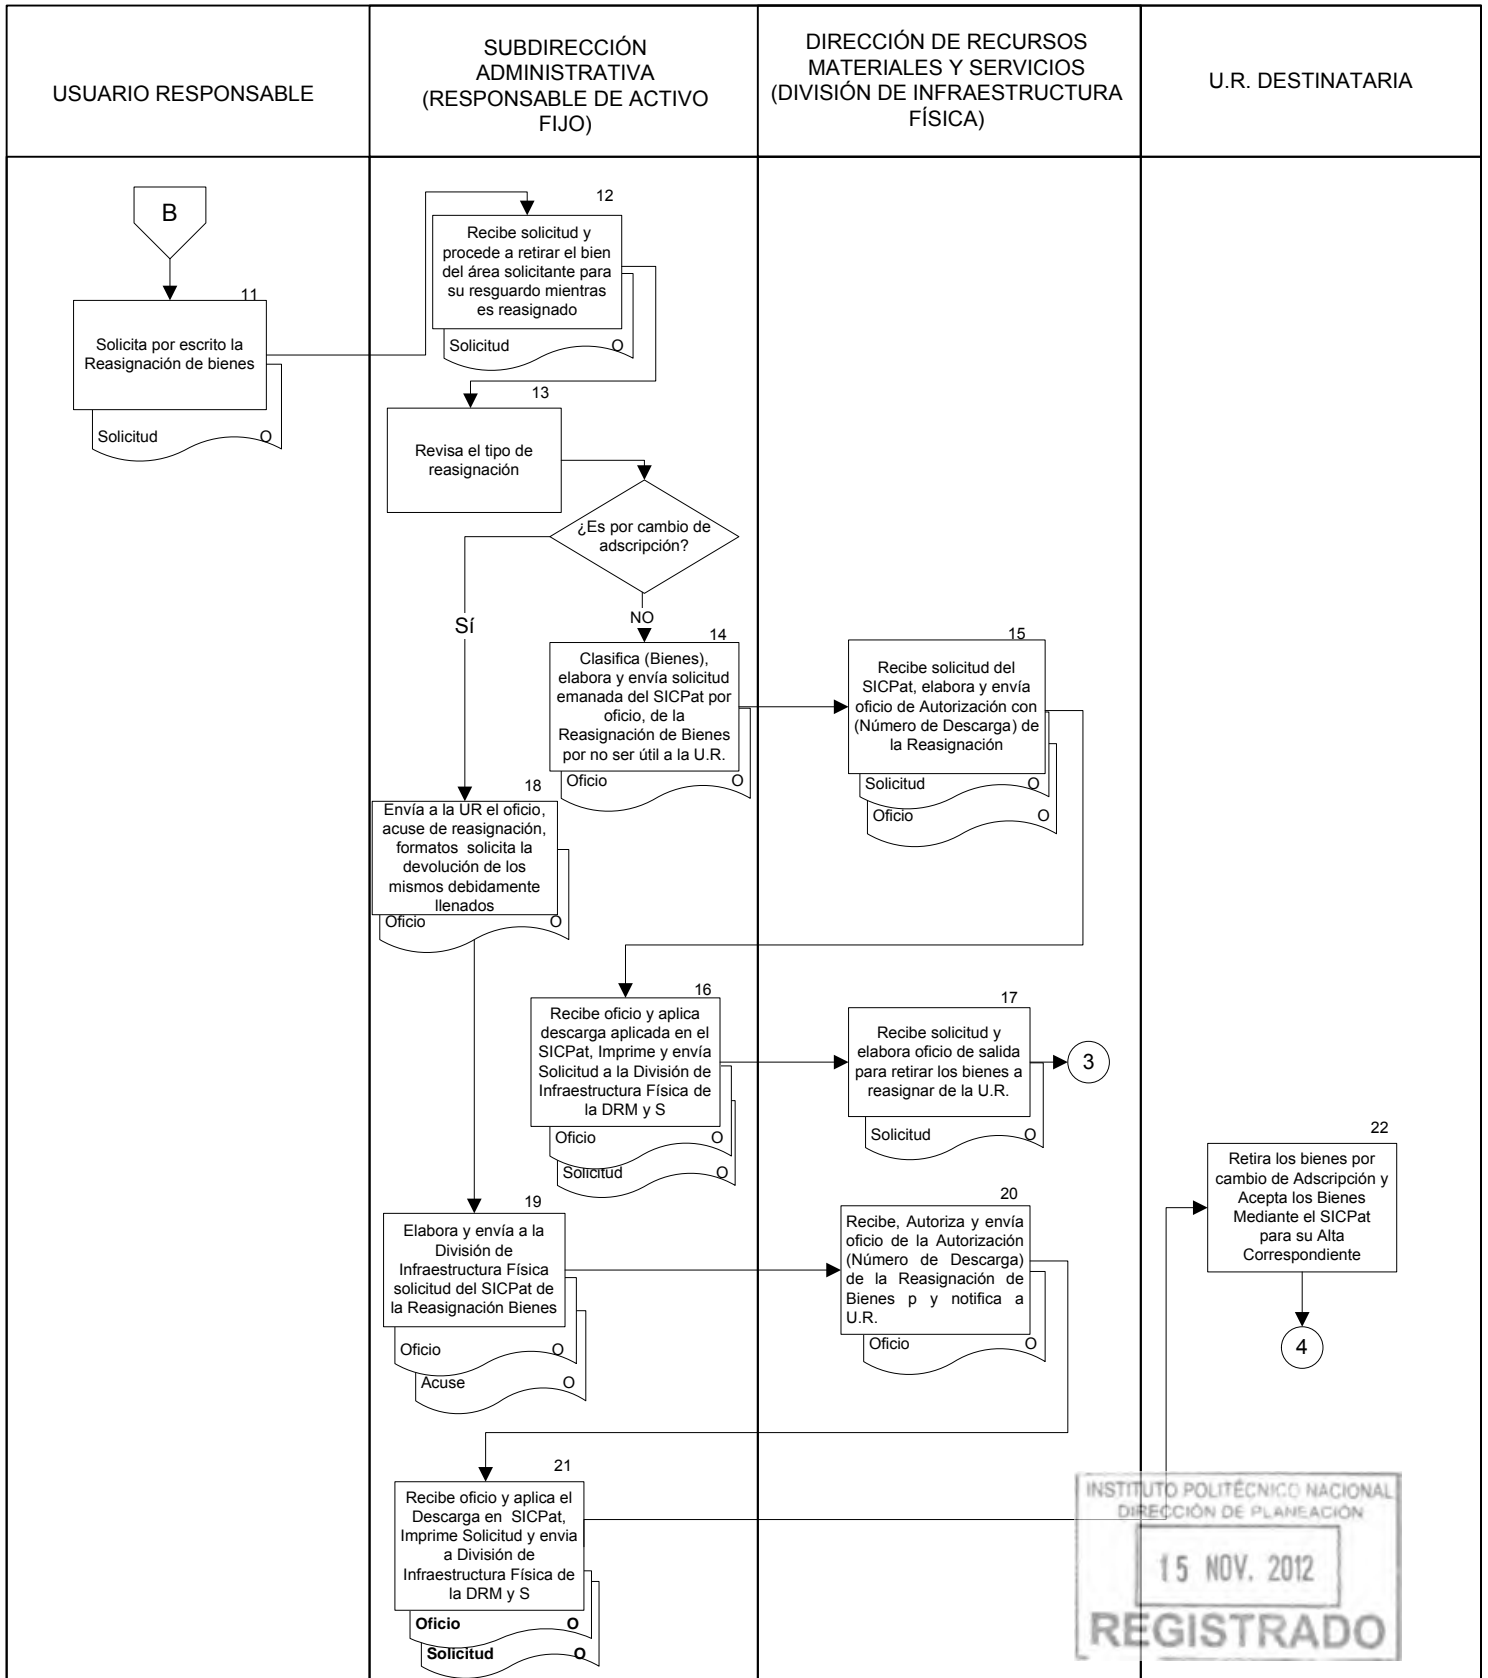 USUARIO RESPONSABLE
SUBDIRECCIÓN
ADMINISTRATIVA
(RESPONSABLE DE ACTIVO
FIJO)
DIRECCIÓN DE RECURSOS
MATERIALES Y SERVICIOS
(DIVISIÓN DE INFRAESTRUCTURA
FÍSICA)
U.R. DESTINATARIA
B
11
Solicita por escrito la
Reasignación de bienes
Solicitud O
12
Recibe solicitud y
procede a retirar el bien
del área solicitante para
su resguardo mientras
es reasignado
Solicitud O
13
Revisa el tipo de
reasignación
¿Es por cambio de
adscripción?
Sí
NO
14
Clasifica (Bienes),
elabora y envía solicitud
emanada del SICPat por
oficio, de la
Reasignación de Bienes
por no ser útil a la U.R.
Oficio O
15
Recibe solicitud del
SICPat, elabora y envía
oficio de Autorización con
(Número de Descarga) de
la Reasignación
Solicitud O
Oficio O
18
Envía a la UR el oficio,
acuse de reasignación,
formatos solicita la
devolución de los
mismos debidamente
llenados
Oficio O
16
Recibe oficio y aplica
descarga aplicada en el
SICPat, Imprime y envía
Solicitud a la División de
Infraestructura Física de
la DRM y S
Oficio O
Solicitud O
17
Recibe solicitud y
elabora oficio de salida
para retirar los bienes a
reasignar de la U.R.
Solicitud O
3
19
Elabora y envía a la
División de
Infraestructura Física
solicitud del SICPat de
la Reasignación Bienes
Oficio O
Acuse O
20
Recibe, Autoriza y envía
oficio de la Autorización
(Número de Descarga)
de la Reasignación de
Bienes p y notifica a
U.R.
Oficio O
22
Retira los bienes por
cambio de Adscripción y
Acepta los Bienes
Mediante el SICPat
para su Alta
Correspondiente
4
21
Recibe oficio y aplica el
Descarga en SICPat,
Imprime Solicitud y envia
a División de
Infraestructura Física de
la DRM y S
Oficio O
Solicitud O
INSTITUTO POLITÉCNICO NACIONAL
DIRECCIÓN DE PLANEACIÓN
15 NOV. 2012
REGISTRADO